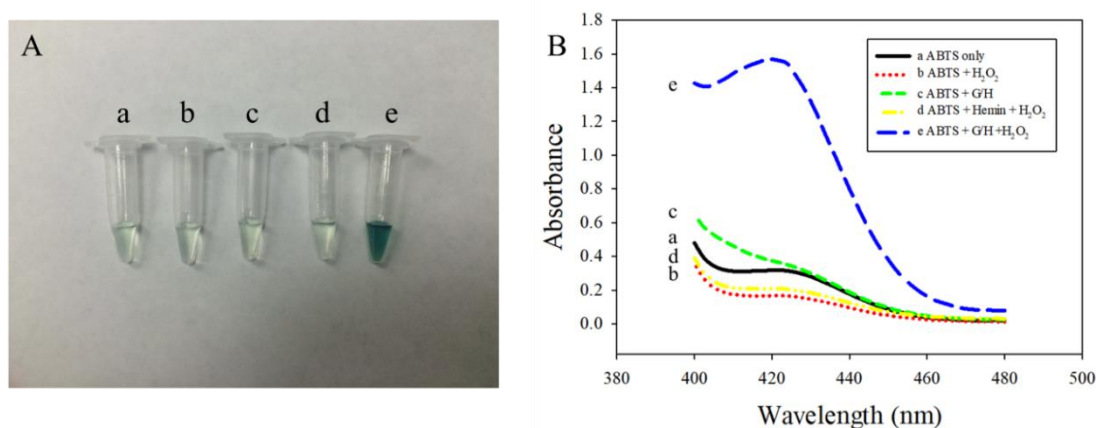 A
a b c d e
B
1.8
1.6
1.4
1.2
1.0
0.8
0.6
0.4
0.2
0.0
Absorbance
e
c
a
d
b
a ABTS only
b ABTS + H₂O₂
c ABTS + G/H
d ABTS + Hemin + H₂O₂
e ABTS + G/H +H₂O₂
380 400 420 440 460 480 500
Wavelength (nm)